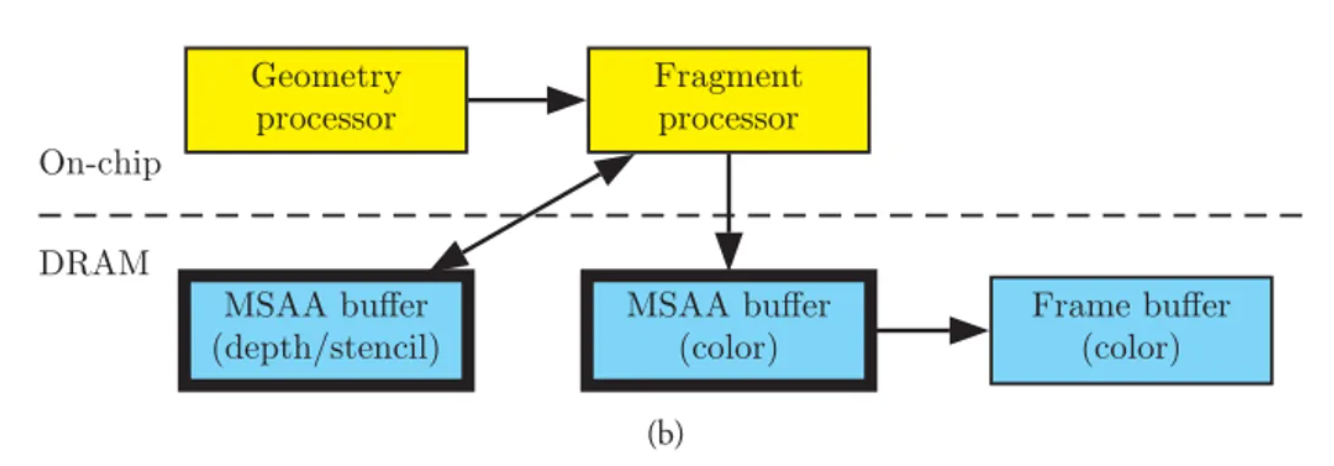 Geometry
processor
Fragment
processor
On-chip
DRAM
MSAA buffer
(depth/stencil)
MSAA buffer
(color)
Frame buffer
(color)
(b)